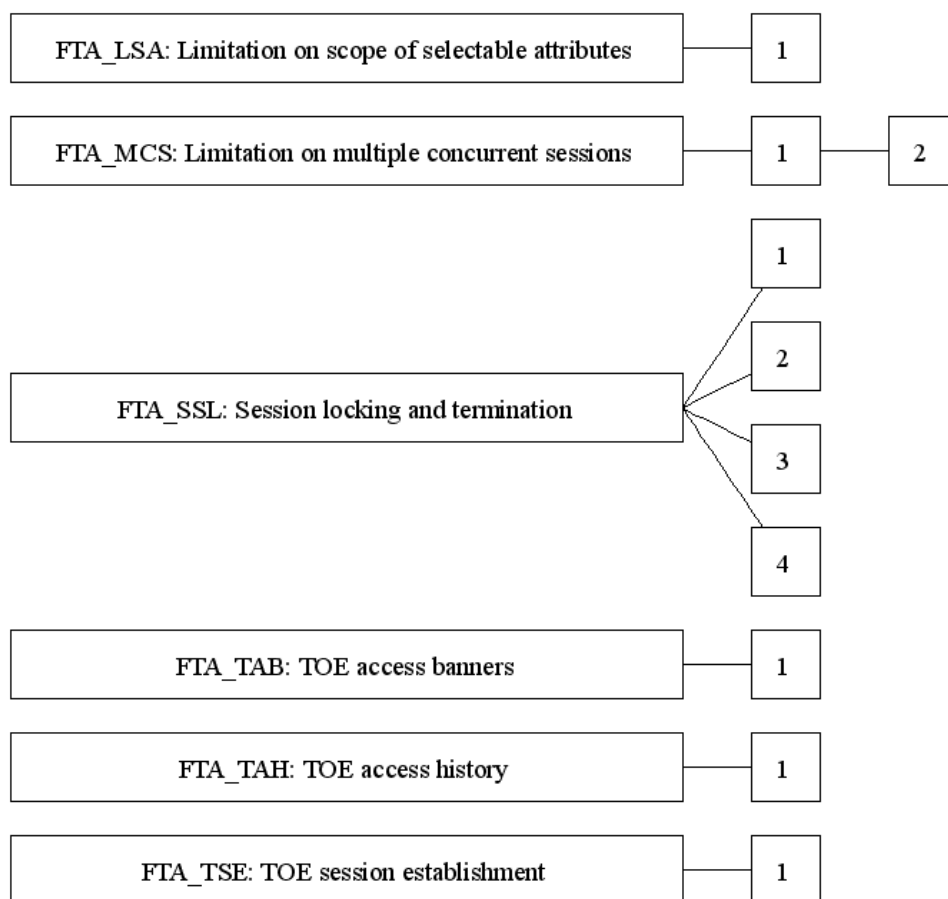 FTA_LSA: Limitation on scope of selectable attributes 1
FTA_MCS: Limitation on multiple concurrent sessions 1 2
1
2
FTA_SSL: Session locking and termination
3
4
FTA_TAB: TOE access banners 1
FTA_TAH: TOE access history 1
FTA_TSE: TOE session establishment 1